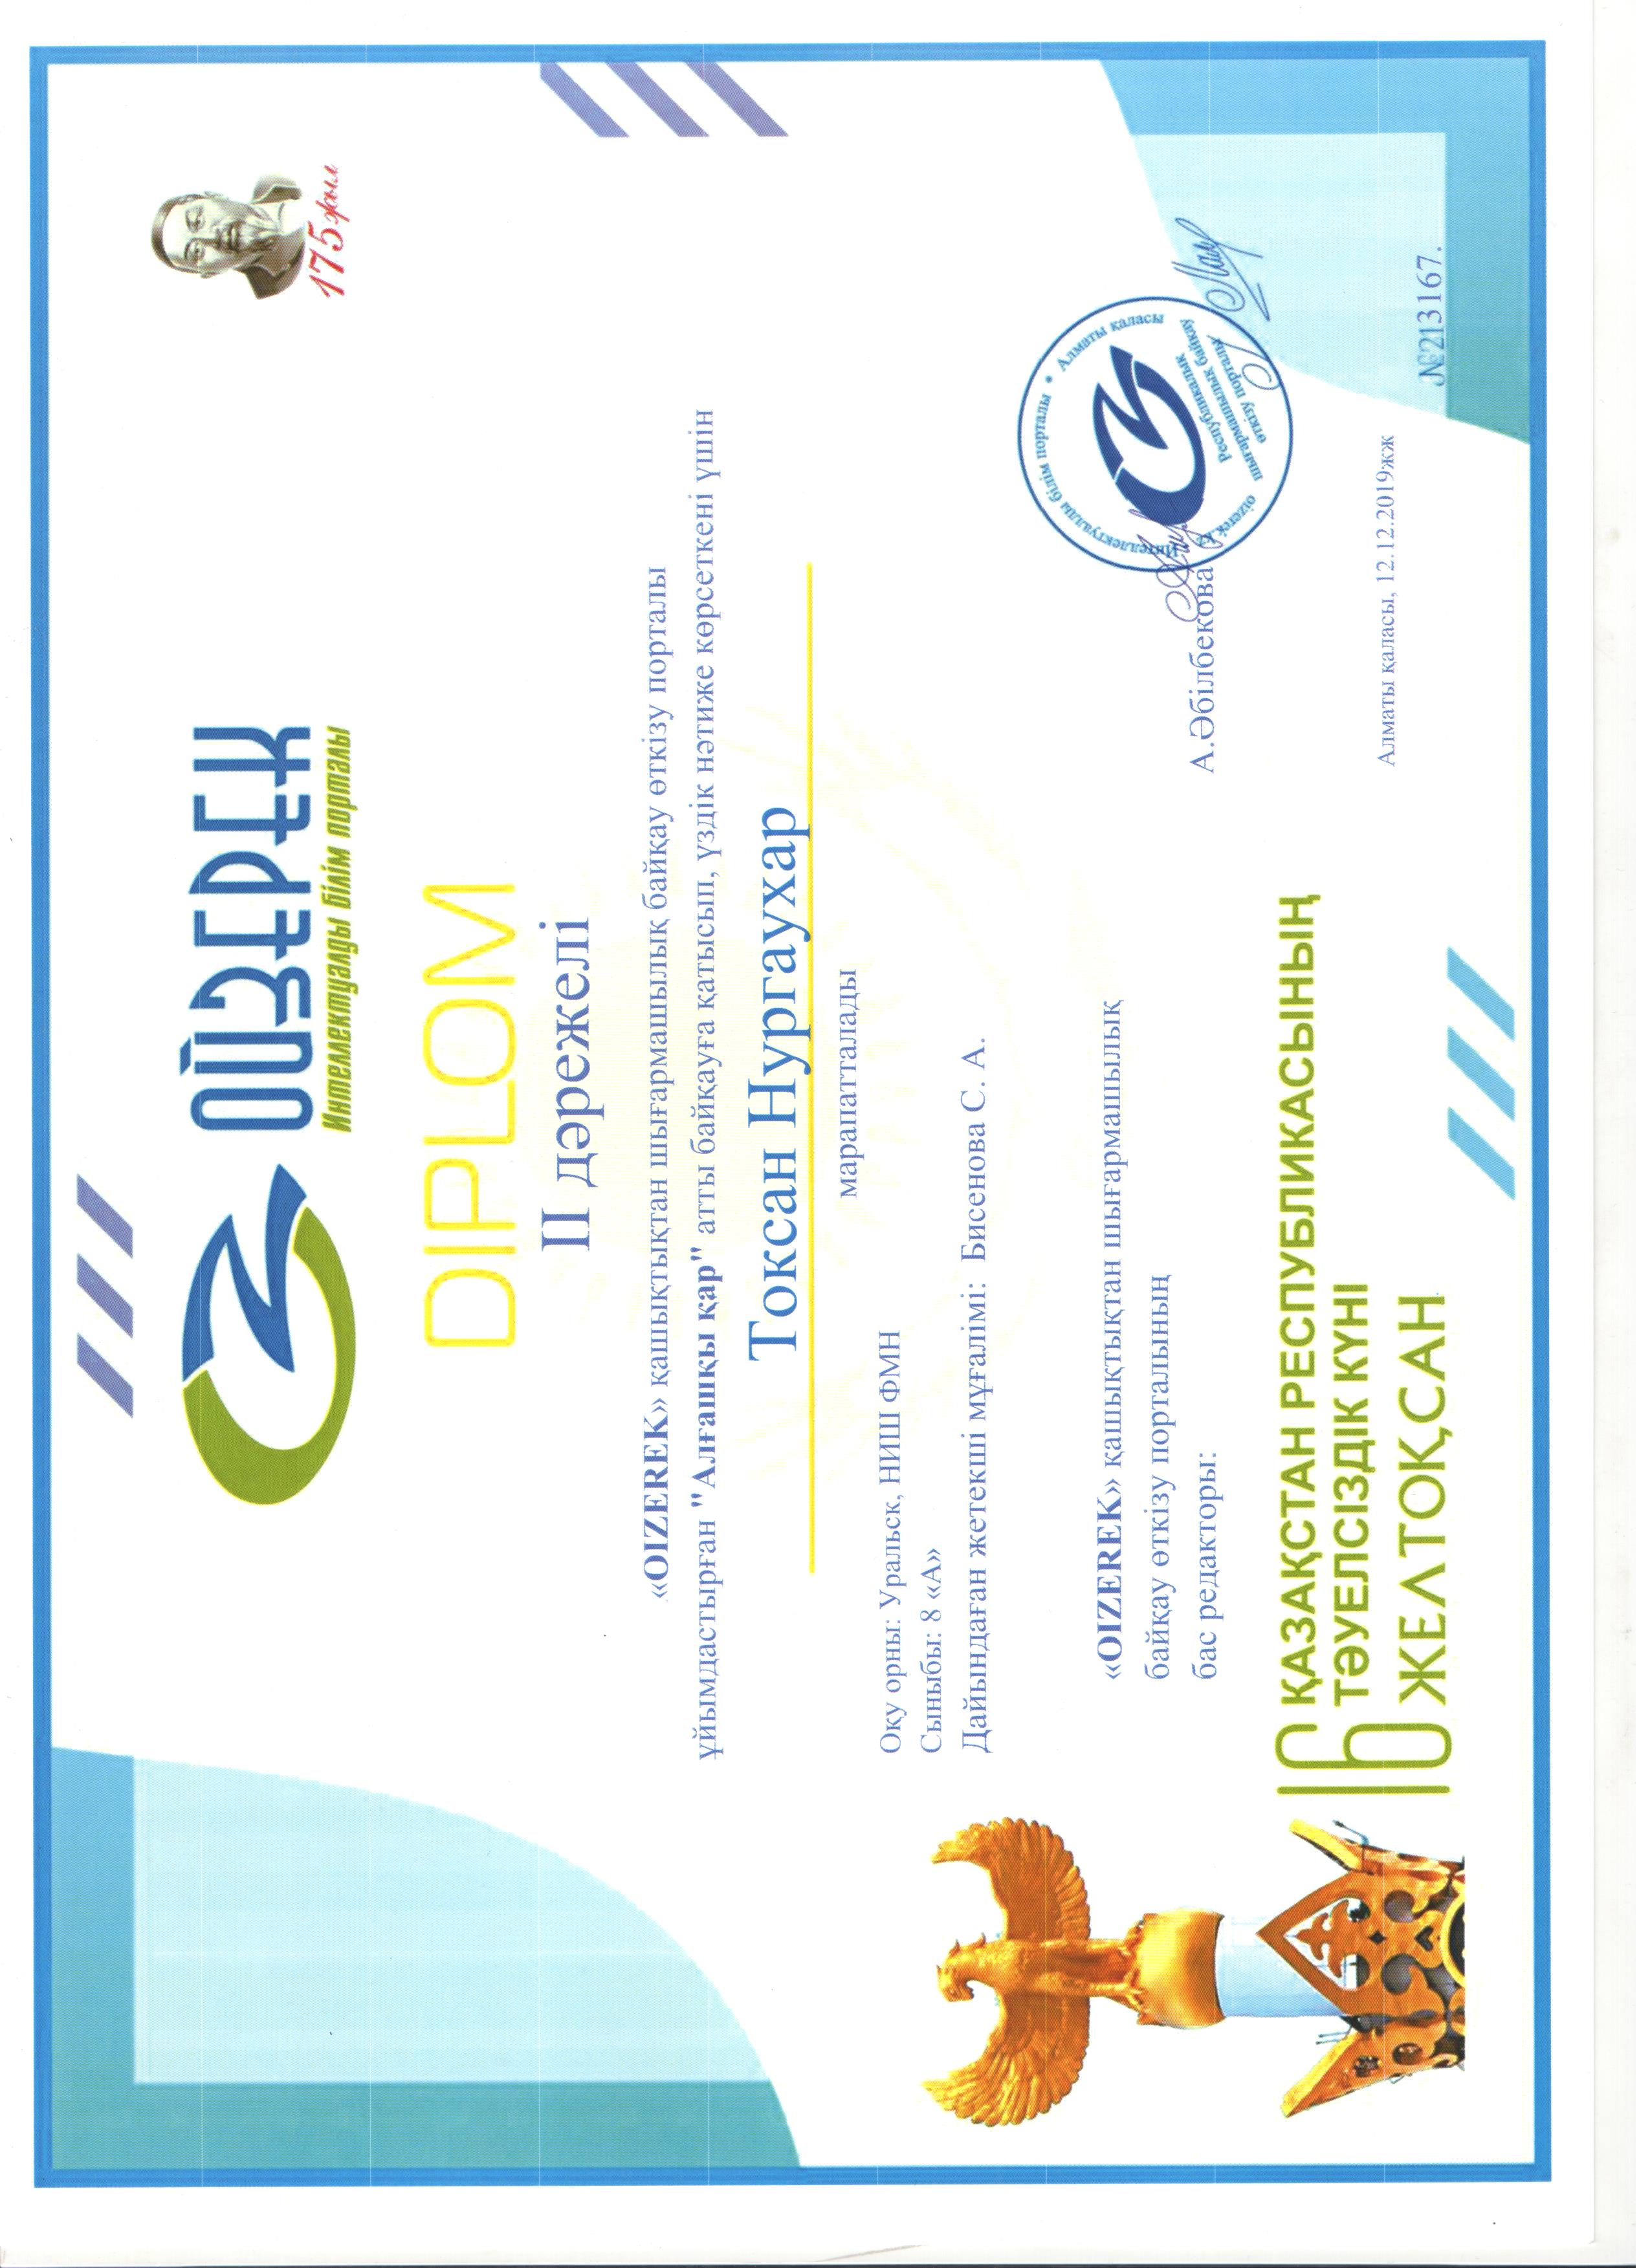 ОЙЗЕРЕК
Интеллектуалды білім порталы
175 жыл
DIPLOM
II дәрежелі
«OIZEREK» қашықтықтан шығармашылық байқау өткізу порталы
ұйымдастырған "Алғашқы қар" атты байқауға қатысып, үздік нәтиже көрсеткені үшін
Токсан Нургаухар
марапатталады
Оқу орны: Уральск, НИШ ФМН
Сыныбы: 8 «А»
Дайындаған жетекші мұғалімі: Бисенова С. А.
«OIZEREK» қашықтықтан шығармашылық
байқау өткізу порталының
бас редакторы:
А.Әбілбекова
Интеллектуалды білім порталы • Алматы қаласы
oizerek.kz
Республикалық
шығармашылық байқау
өткізу порталы
16 ҚАЗАҚСТАН РЕСПУБЛИКАСЫНЫҢ
ТӘУЕЛСІЗДІК КҮНІ
ЖЕЛТОҚСАН
Алматы қаласы, 12.12.2019жж
№213167.